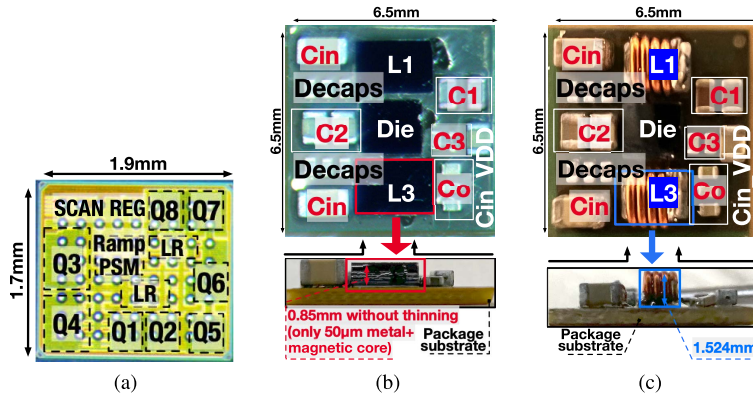 1.9mm
1.7mm
SCAN REG
Q8
Q7
Q3
Ramp
PSM
LR
Q6
LR
Q4
Q1
Q2
Q5
(a)
6.5mm
6.5mm
Cin
L1
Decaps
C1
C2
Die
C3
Decaps
L3
Co
Cin
Cin VDD
0.85mm without thinning
(only 50μm metal+
magnetic core)
Package
substrate
(b)
6.5mm
6.5mm
Cin
L1
Decaps
C1
C2
Die
C3
Decaps
L3
Co
Cin
Cin VDD
Package
substrate
1.524mm
(c)